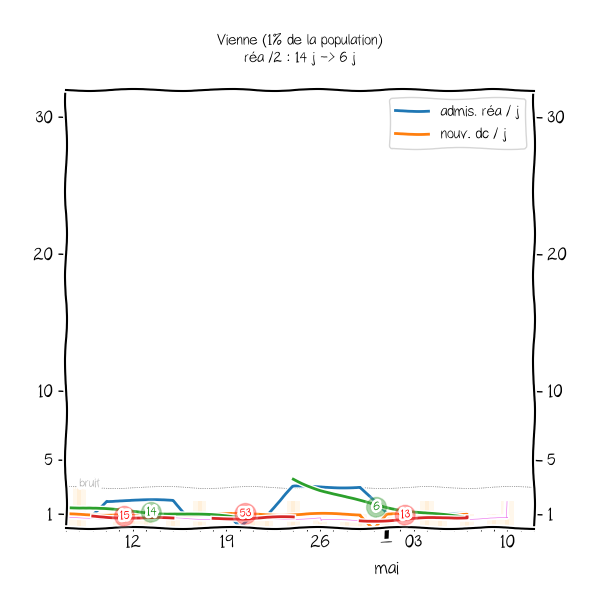 Vienne (1% de la population)
réa /2 : 14 j -> 6 j
admis. réa / j
nouv. dc / j
30 30
20 20
10 10
5 5
bruit
1 1
15 14 53 6 13
12 19 26 1 03 10
mai